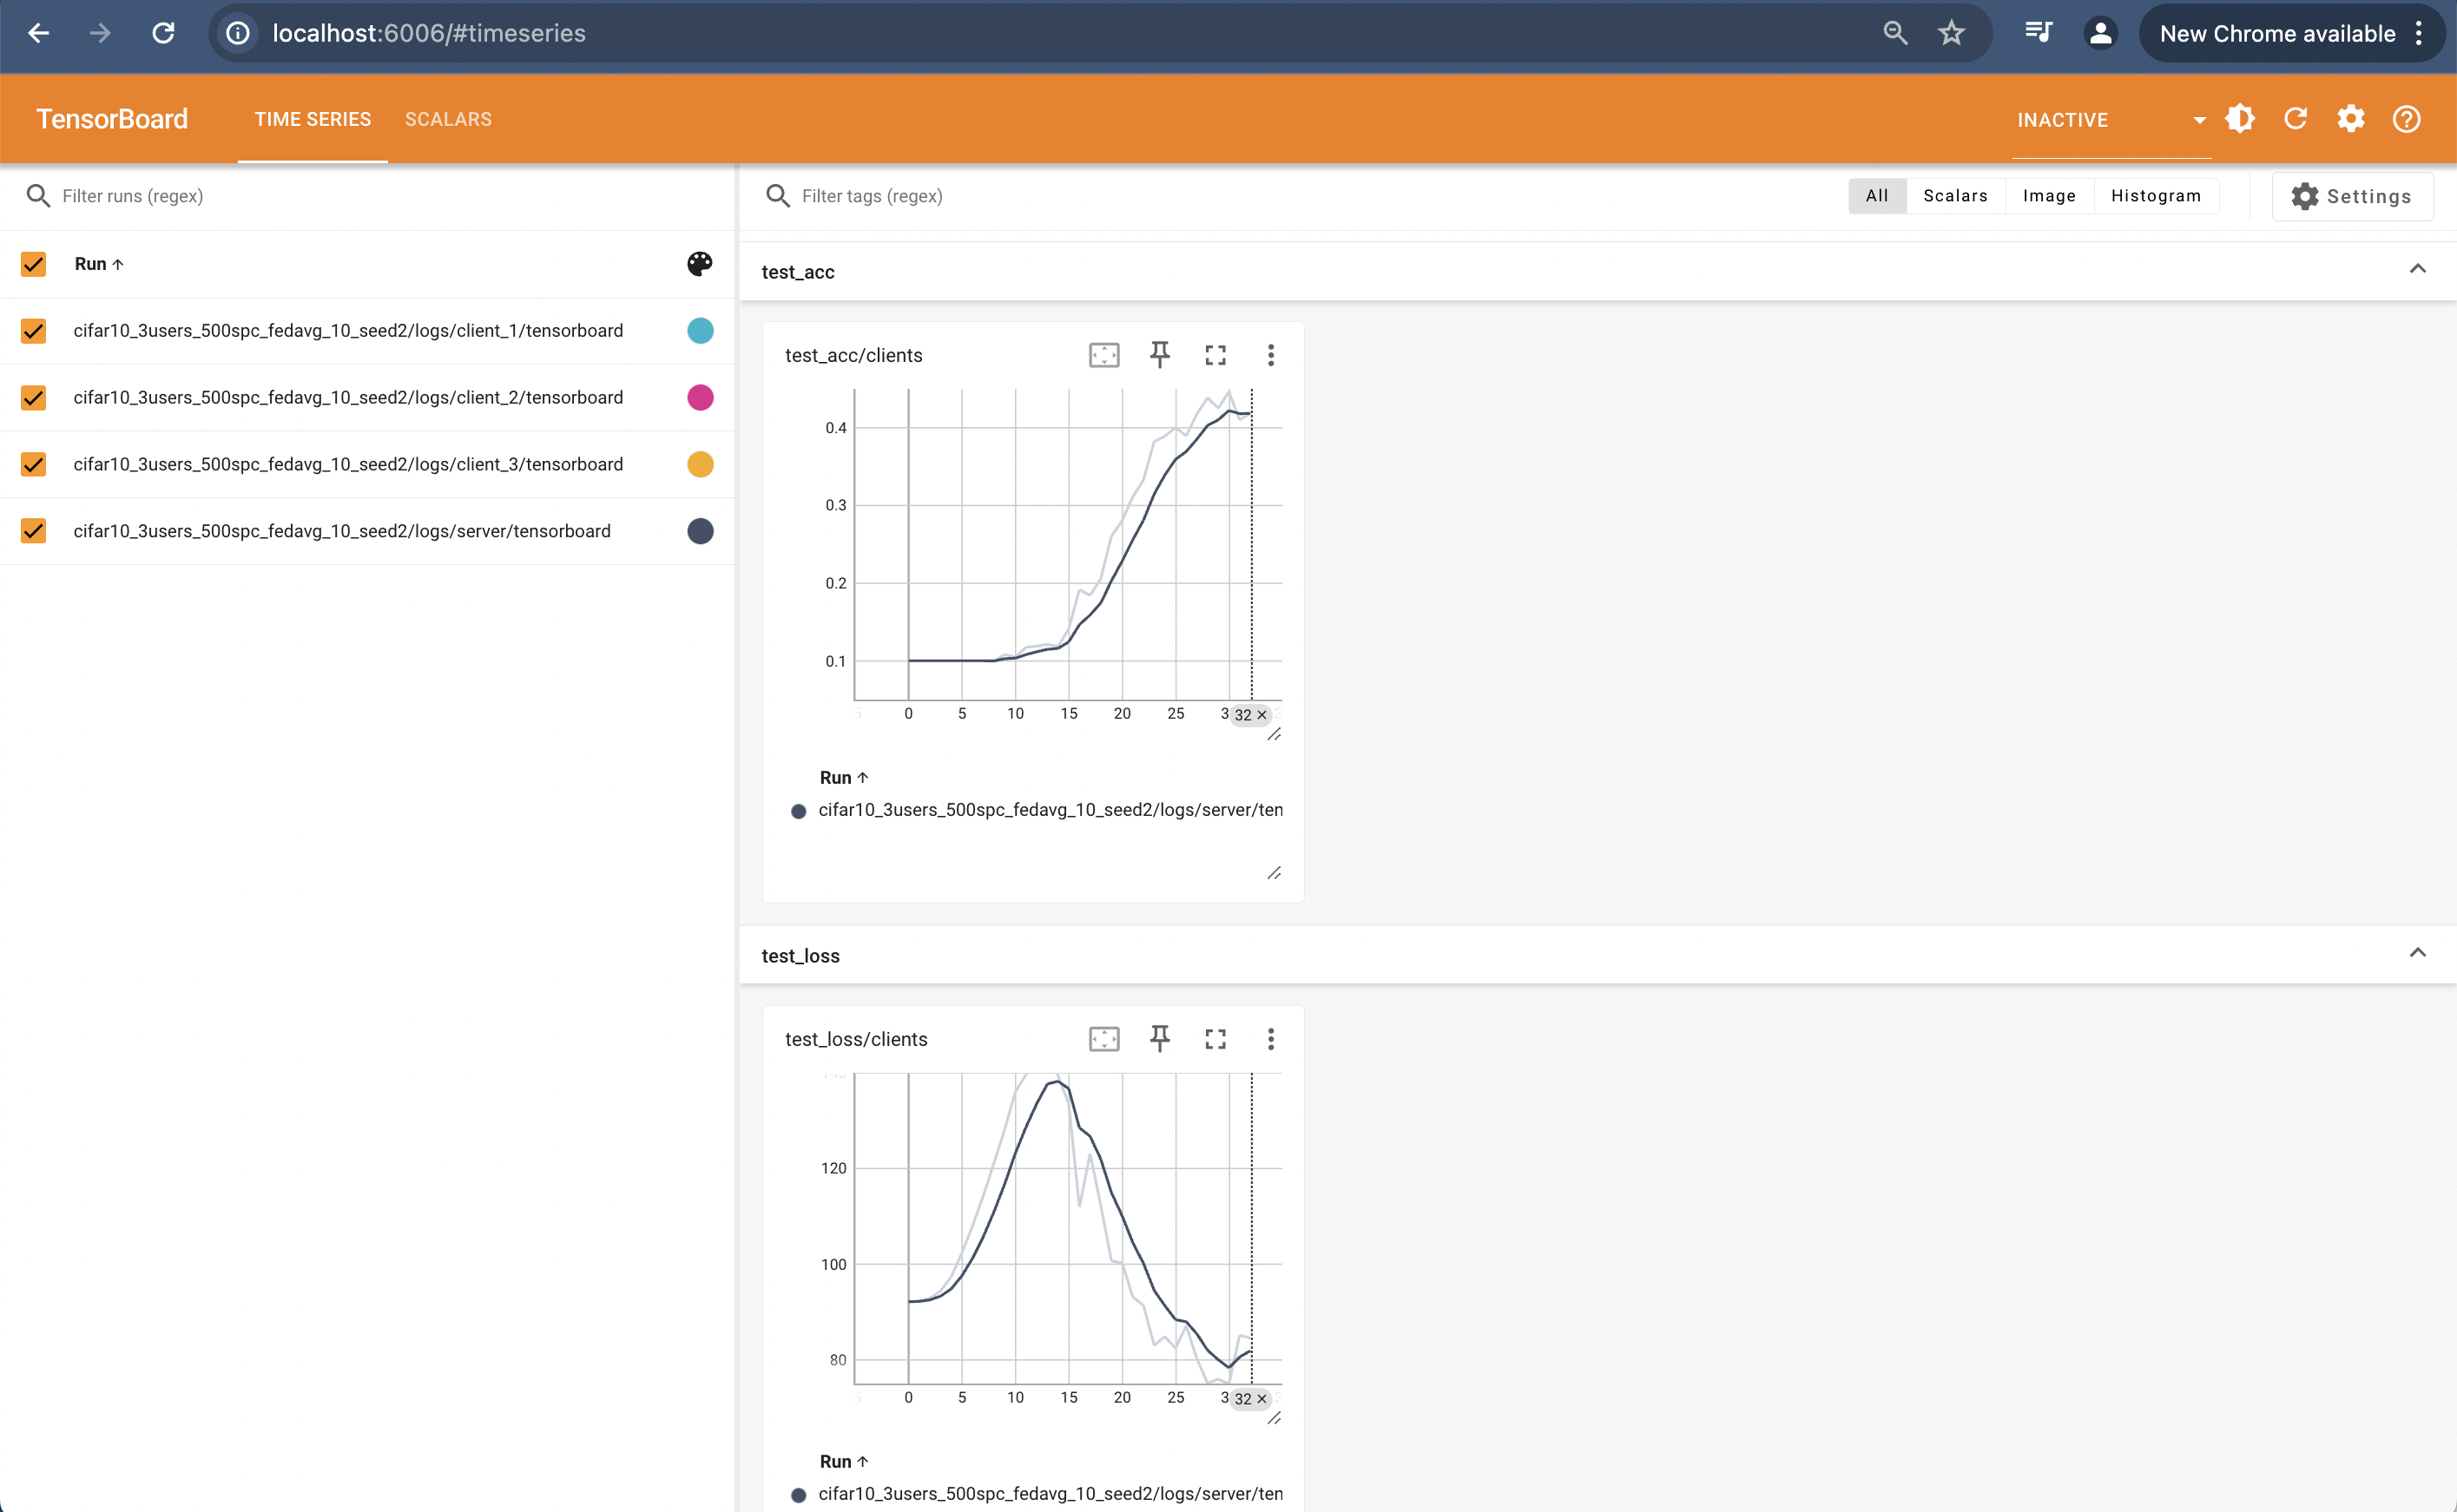 localhost:6006/#timeseries
New Chrome available
TensorBoard
TIME SERIES
SCALARS
INACTIVE
Filter runs (regex)
Run
cifar10_3users_500spc_fedavg_10_seed2/logs/client_1/tensorboard
cifar10_3users_500spc_fedavg_10_seed2/logs/client_2/tensorboard
cifar10_3users_500spc_fedavg_10_seed2/logs/client_3/tensorboard
cifar10_3users_500spc_fedavg_10_seed2/logs/server/tensorboard
Filter tags (regex)
All Scalars Image Histogram
Settings
test_acc
test_acc/clients
0.4
0.3
0.2
0.1
0 5 10 15 20 25 3 32 ×
Run
cifar10_3users_500spc_fedavg_10_seed2/logs/server/ten
test_loss
test_loss/clients
120
100
80
0 5 10 15 20 25 3 32 ×
Run
cifar10_3users_500spc_fedavg_10_seed2/logs/server/ten